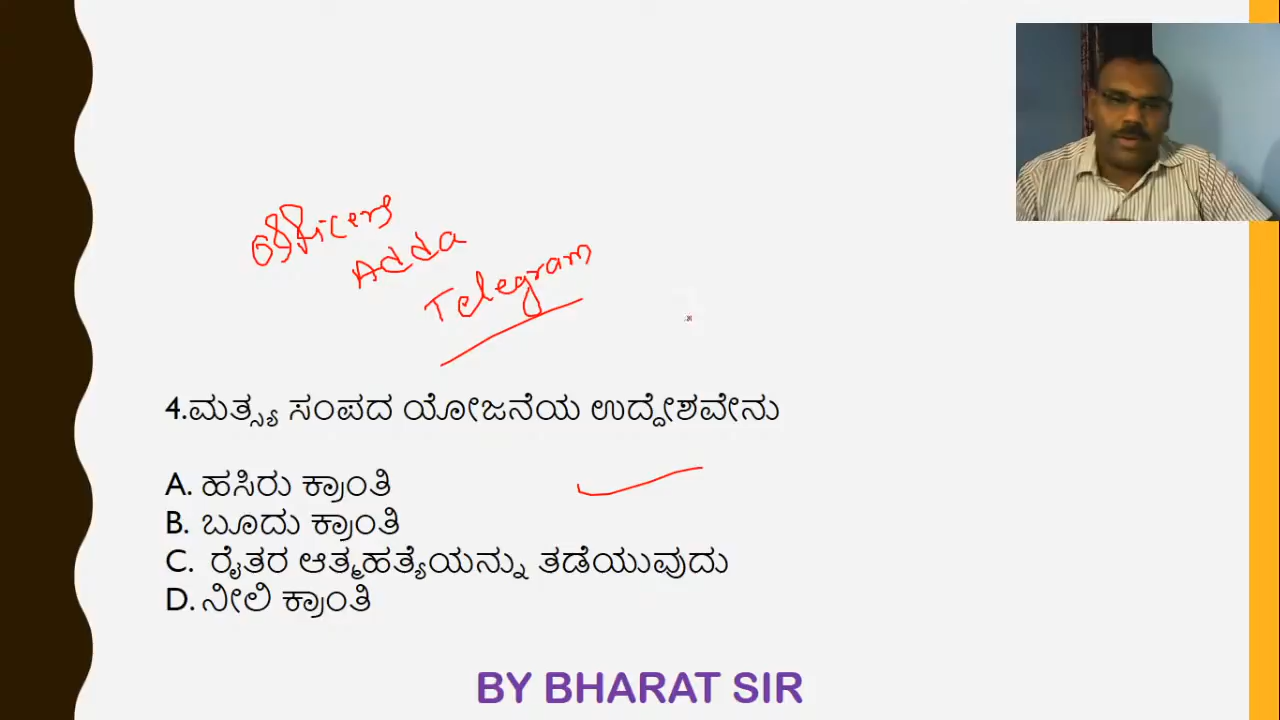 Officers
Adda
Telegram
4.ಮತ್ಸ್ಯ ಸಂಪದ ಯೋಜನೆಯ ಉದ್ದೇಶವೇನು
A. ಹಸಿರು ಕ್ರಾಂತಿ
B. ಬೂದು ಕ್ರಾಂತಿ
C. ರೈತರ ಆತ್ಮಹತ್ಯೆಯನ್ನು ತಡೆಯುವುದು
D. ನೀಲಿ ಕ್ರಾಂತಿ
BY BHARAT SIR